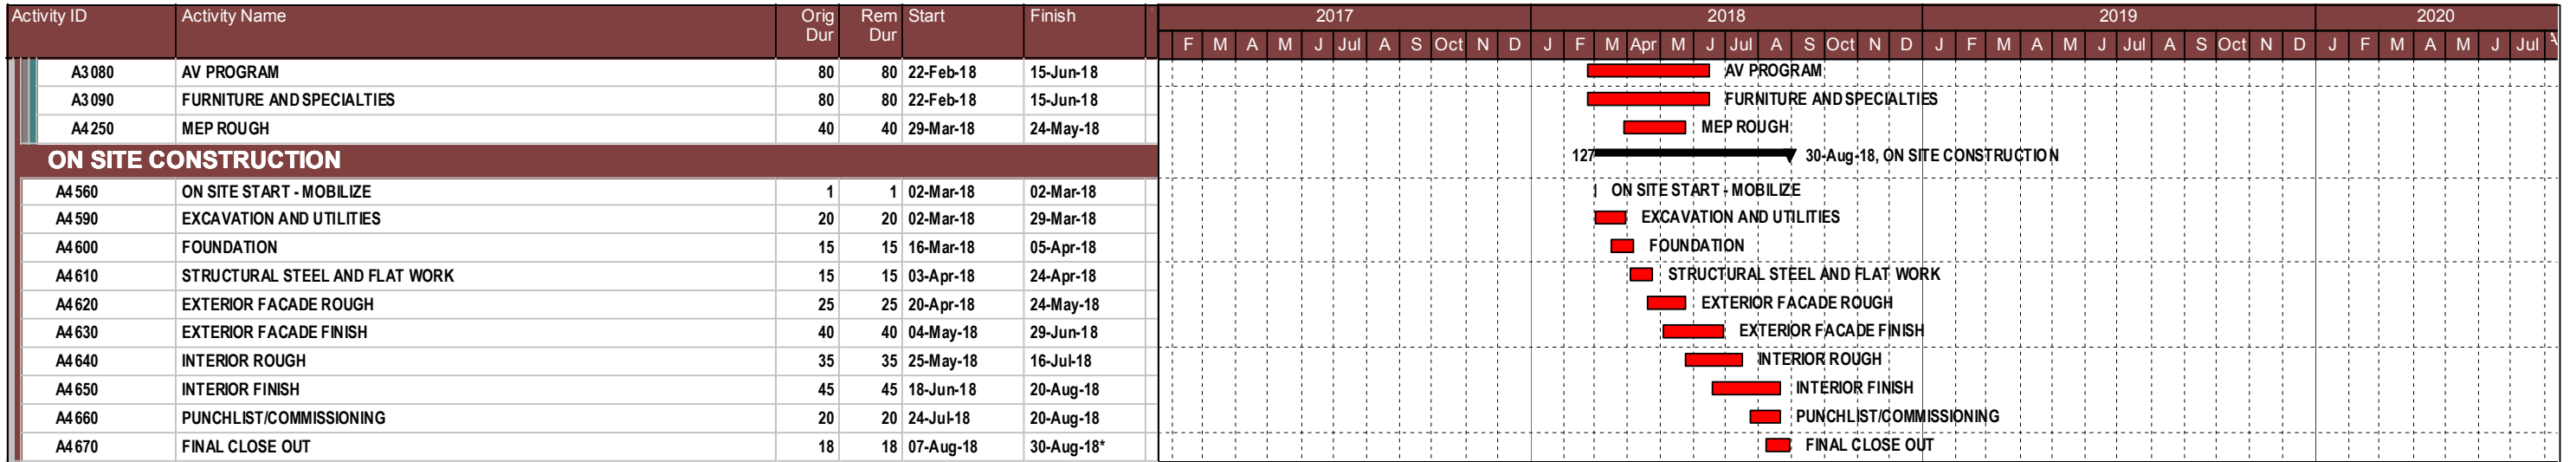 Activity ID Activity Name Orig Dur Rem Dur Start Finish 2017 2018 2019 2020
F M A M J Jul A S Oct N D J F M Apr M J Jul A S Oct N D J F M A M J Jul A S Oct N D J F M A M J Jul
A3080 AV PROGRAM 80 80 22-Feb-18 15-Jun-18 AV PROGRAM
A3090 FURNITURE AND SPECIALTIES 80 80 22-Feb-18 15-Jun-18 FURNITURE AND SPECIALTIES
A4250 MEP ROUGH 40 40 29-Mar-18 24-May-18 MEP ROUGH
ON SITE CONSTRUCTION 127 30-Aug-18, ON SITE CONSTRUCTION
A4560 ON SITE START - MOBILIZE 1 1 02-Mar-18 02-Mar-18 ON SITE START - MOBILIZE
A4590 EXCAVATION AND UTILITIES 20 20 02-Mar-18 29-Mar-18 EXCAVATION AND UTILITIES
A4600 FOUNDATION 15 15 16-Mar-18 05-Apr-18 FOUNDATION
A4610 STRUCTURAL STEEL AND FLAT WORK 15 15 03-Apr-18 24-Apr-18 STRUCTURAL STEEL AND FLAT WORK
A4620 EXTERIOR FACADE ROUGH 25 25 20-Apr-18 24-May-18 EXTERIOR FACADE ROUGH
A4630 EXTERIOR FACADE FINISH 40 40 04-May-18 29-Jun-18 EXTERIOR FACADE FINISH
A4640 INTERIOR ROUGH 35 35 25-May-18 16-Jul-18 INTERIOR ROUGH
A4650 INTERIOR FINISH 45 45 18-Jun-18 20-Aug-18 INTERIOR FINISH
A4660 PUNCHLIST/COMMISSIONING 20 20 24-Jul-18 20-Aug-18 PUNCHLIST/COMMISSIONING
A4670 FINAL CLOSE OUT 18 18 07-Aug-18 30-Aug-18* FINAL CLOSE OUT